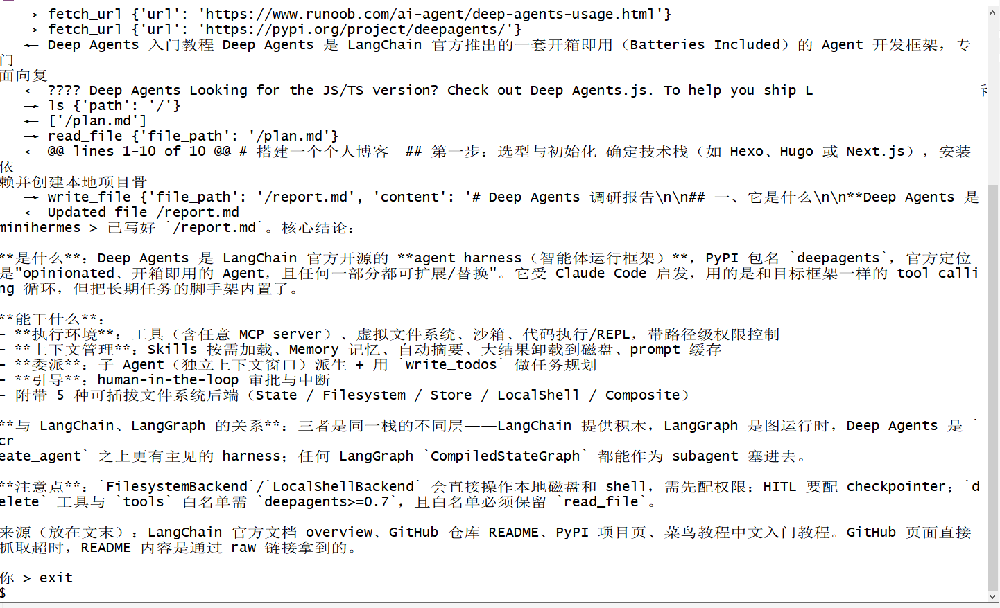 → fetch_url {'url': 'https://www.runoob.com/ai-agent/deep-agents-usage.html'}
→ fetch_url {'url': 'https://pypi.org/project/deepagents/'}
← Deep Agents 入门教程 Deep Agents 是 LangChain 官方推出的一套开箱即用（Batteries Included）的 Agent 开发框架，专
门
面向复
← ???? Deep Agents Looking for the JS/TS version? Check out Deep Agents.js. To help you ship L
→ ls {'path': '/'}
← ['/plan.md']
→ read_file {'file_path': '/plan.md'}
← @@ lines 1-10 of 10 @@ # 搭建一个个人博客  ## 第一步：选型与初始化 确定技术栈（如 Hexo、Hugo 或 Next.js），安装
依
赖并创建本地项目骨
→ write_file {'file_path': '/report.md', 'content': '# Deep Agents 调研报告\n\n## 一、它是什么\n\n**Deep Agents 是
← Updated file /report.md
minihermes > 已写好 `/report.md`。核心结论：
**是什么**：Deep Agents 是 LangChain 官方开源的 **agent harness（智能体运行框架）**，PyPI 包名 `deepagents`，官方定位
是"opinionated、开箱即用的 Agent，且任何一部分都可扩展/替换"。它受 Claude Code 启发，用的是和目标框架一样的 tool calli
ng 循环，但把长期任务的脚手架内置了。
**能干什么**：
- **执行环境**：工具（含任意 MCP server）、虚拟文件系统、沙箱、代码执行/REPL，带路径级权限控制
- **上下文管理**：Skills 按需加载、Memory 记忆、自动摘要、大结果卸载到磁盘、prompt 缓存
- **委派**：子 Agent（独立上下文窗口）派生 + 用 `write_todos` 做任务规划
- **引导**：human-in-the-loop 审批与中断
- 附带 5 种可插拔文件系统后端（State / Filesystem / Store / LocalShell / Composite）
**与 LangChain、LangGraph 的关系**：三者是同一栈的不同层——LangChain 提供积木，LangGraph 是图运行时，Deep Agents 是 `
cr
eate_agent` 之上更有主见的 harness；任何 LangGraph `CompiledStateGraph` 都能作为 subagent 塞进去。
**注意点**：`FilesystemBackend`/`LocalShellBackend` 会直接操作本地磁盘和 shell，需先配权限；HITL 要配 checkpointer；`d
elete` 工具与 `tools` 白名单需 `deepagents>=0.7`，且白名单必须保留 `read_file`。
来源（放在文末）：LangChain 官方文档 overview、GitHub 仓库 README、PyPI 项目页、菜鸟教程中文入门教程。GitHub 页面直接
抓取超时，README 内容是通过 raw 链接拿到的。
你 > exit
$